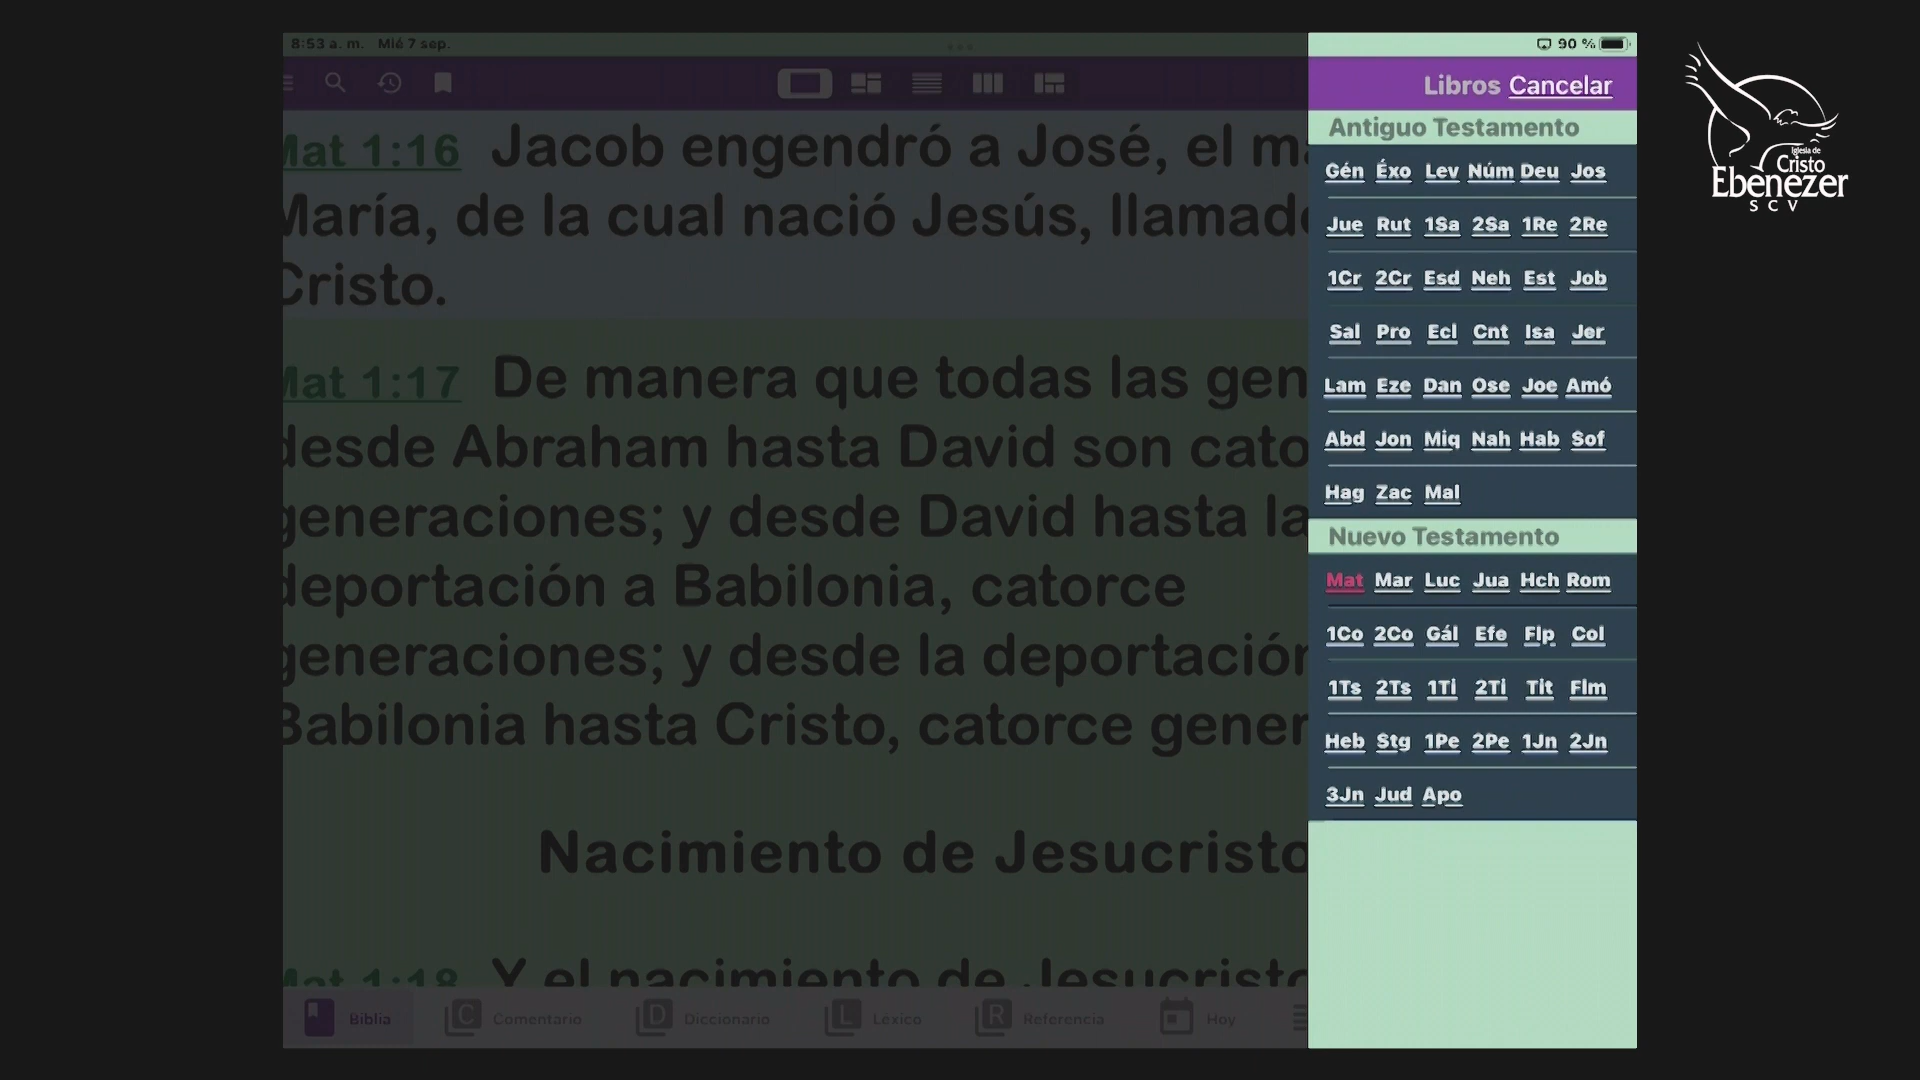 8:53 a. m. Mié 7 sep.
90 %
Libros Cancelar
Mat 1:16 Jacob engendró a José, el
María, de la cual nació Jesús,
Cristo.
Mat 1:17 De manera que todas las
desde Abraham hasta David son
generaciones; y desde David hasta la
deportación a Babilonia, catorce
generaciones; y desde la
Babilonia hasta Cristo, catorce
Nacimiento de Jesucristo
Mat 1:18 Y el nacimiento de Jesucristo
Biblia Comentario Diccionario Léxico Referencia Hoy
Antiguo Testamento
Gén Éxo Lev Núm Deu Jos
Jue Rut 1Sa 2Sa 1Re 2Re
1Cr 2Cr Esd Neh Est Job
Sal Pro Ecl Cnt Isa Jer
Lam Eze Dan Ose Joe Amó
Abd Jon Miq Nah Hab Sof
Hag Zac Mal
Nuevo Testamento
Mat Mar Luc Jua Hch Rom
1Co 2Co Gál Efe Flp Col
1Ts 2Ts 1Ti 2Ti Tit Flm
Heb Stg 1Pe 2Pe 1Jn 2Jn
3Jn Jud Apo
Iglesia de
Cristo
Ebenezer
SCV